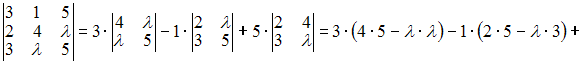 |3 1 5; 2 4 λ; 3 λ 5| = 3·|4 λ; λ 5| − 1·|2 λ; 3 5| + 5·|2 4; 3 λ| = 3·(4·5 − λ·λ) − 1·(2·5 − λ·3) +